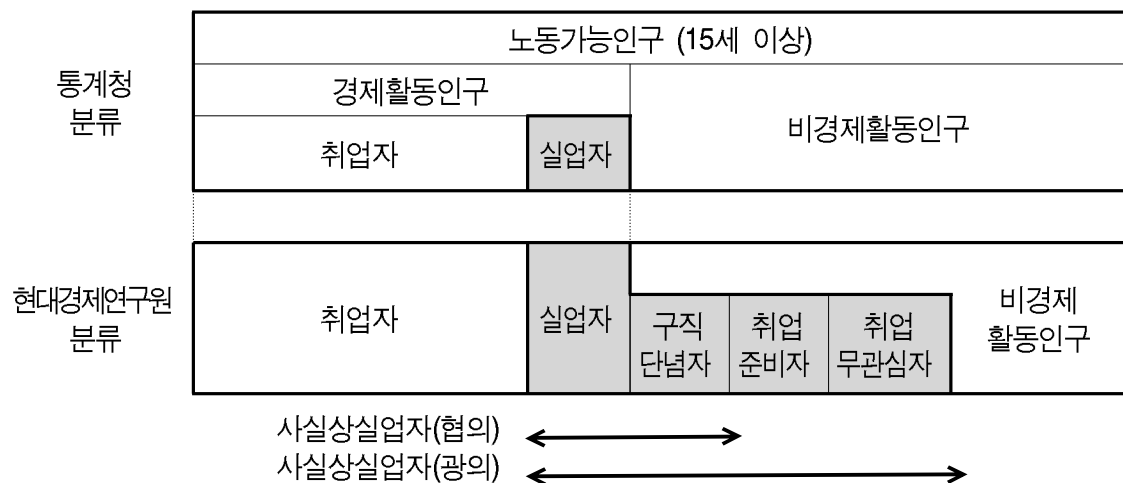 노동가능인구 (15세 이상)
통계청
분류
경제활동인구
비경제활동인구
취업자
실업자
현대경제연구원
분류
취업자
실업자
구직
단념자
취업
준비자
취업
무관심자
비경제
활동인구
사실상실업자(협의)
사실상실업자(광의)